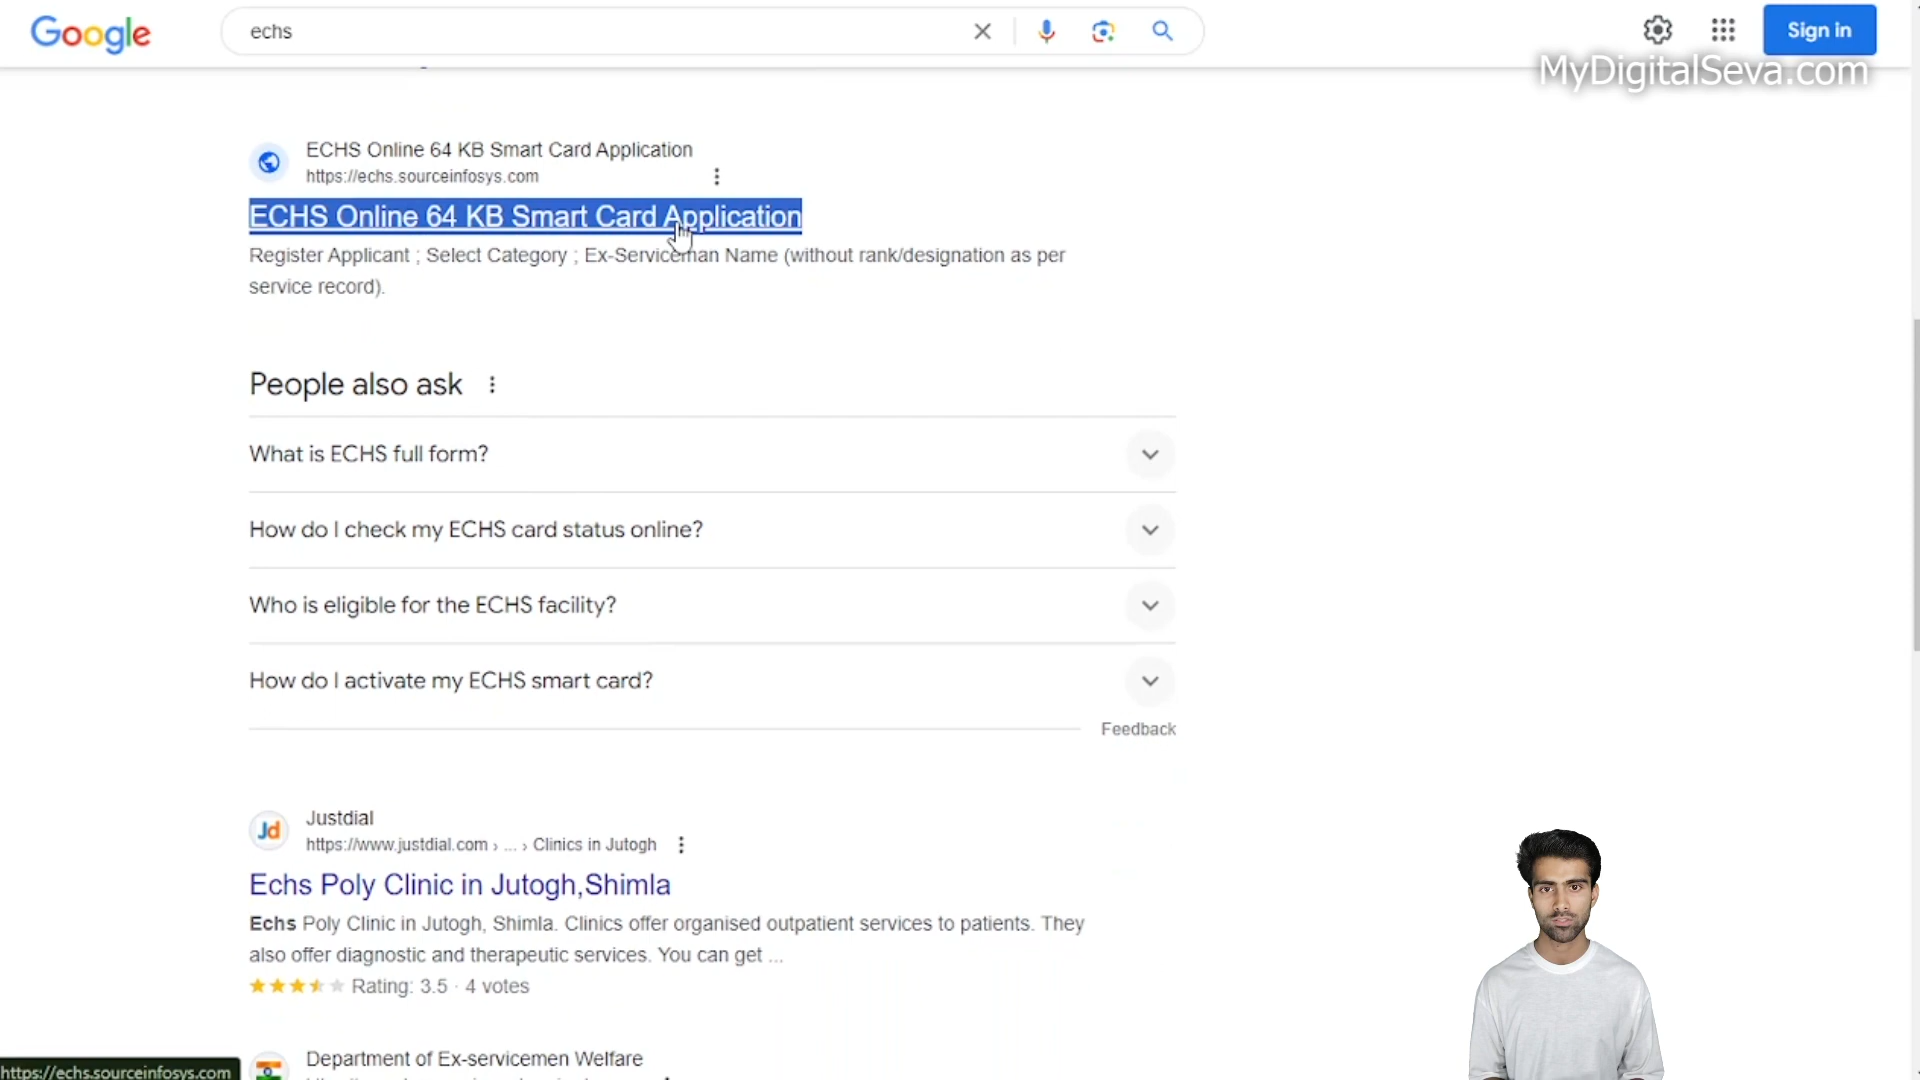 Google
echs
Sign in
MyDigitalSeva.com
ECHS Online 64 KB Smart Card Application
https://echs.sourceinfosys.com
ECHS Online 64 KB Smart Card Application
Register Applicant ; Select Category ; Ex-Serviceman Name (without rank/designation as per
service record).
People also ask
What is ECHS full form?
How do I check my ECHS card status online?
Who is eligible for the ECHS facility?
How do I activate my ECHS smart card?
Feedback
Jd
Justdial
https://www.justdial.com › ... › Clinics in Jutogh
Echs Poly Clinic in Jutogh,Shimla
Echs Poly Clinic in Jutogh, Shimla. Clinics offer organised outpatient services to patients. They
also offer diagnostic and therapeutic services. You can get ...
Rating: 3.5 · 4 votes
Department of Ex-servicemen Welfare
https://echs.sourceinfosys.com